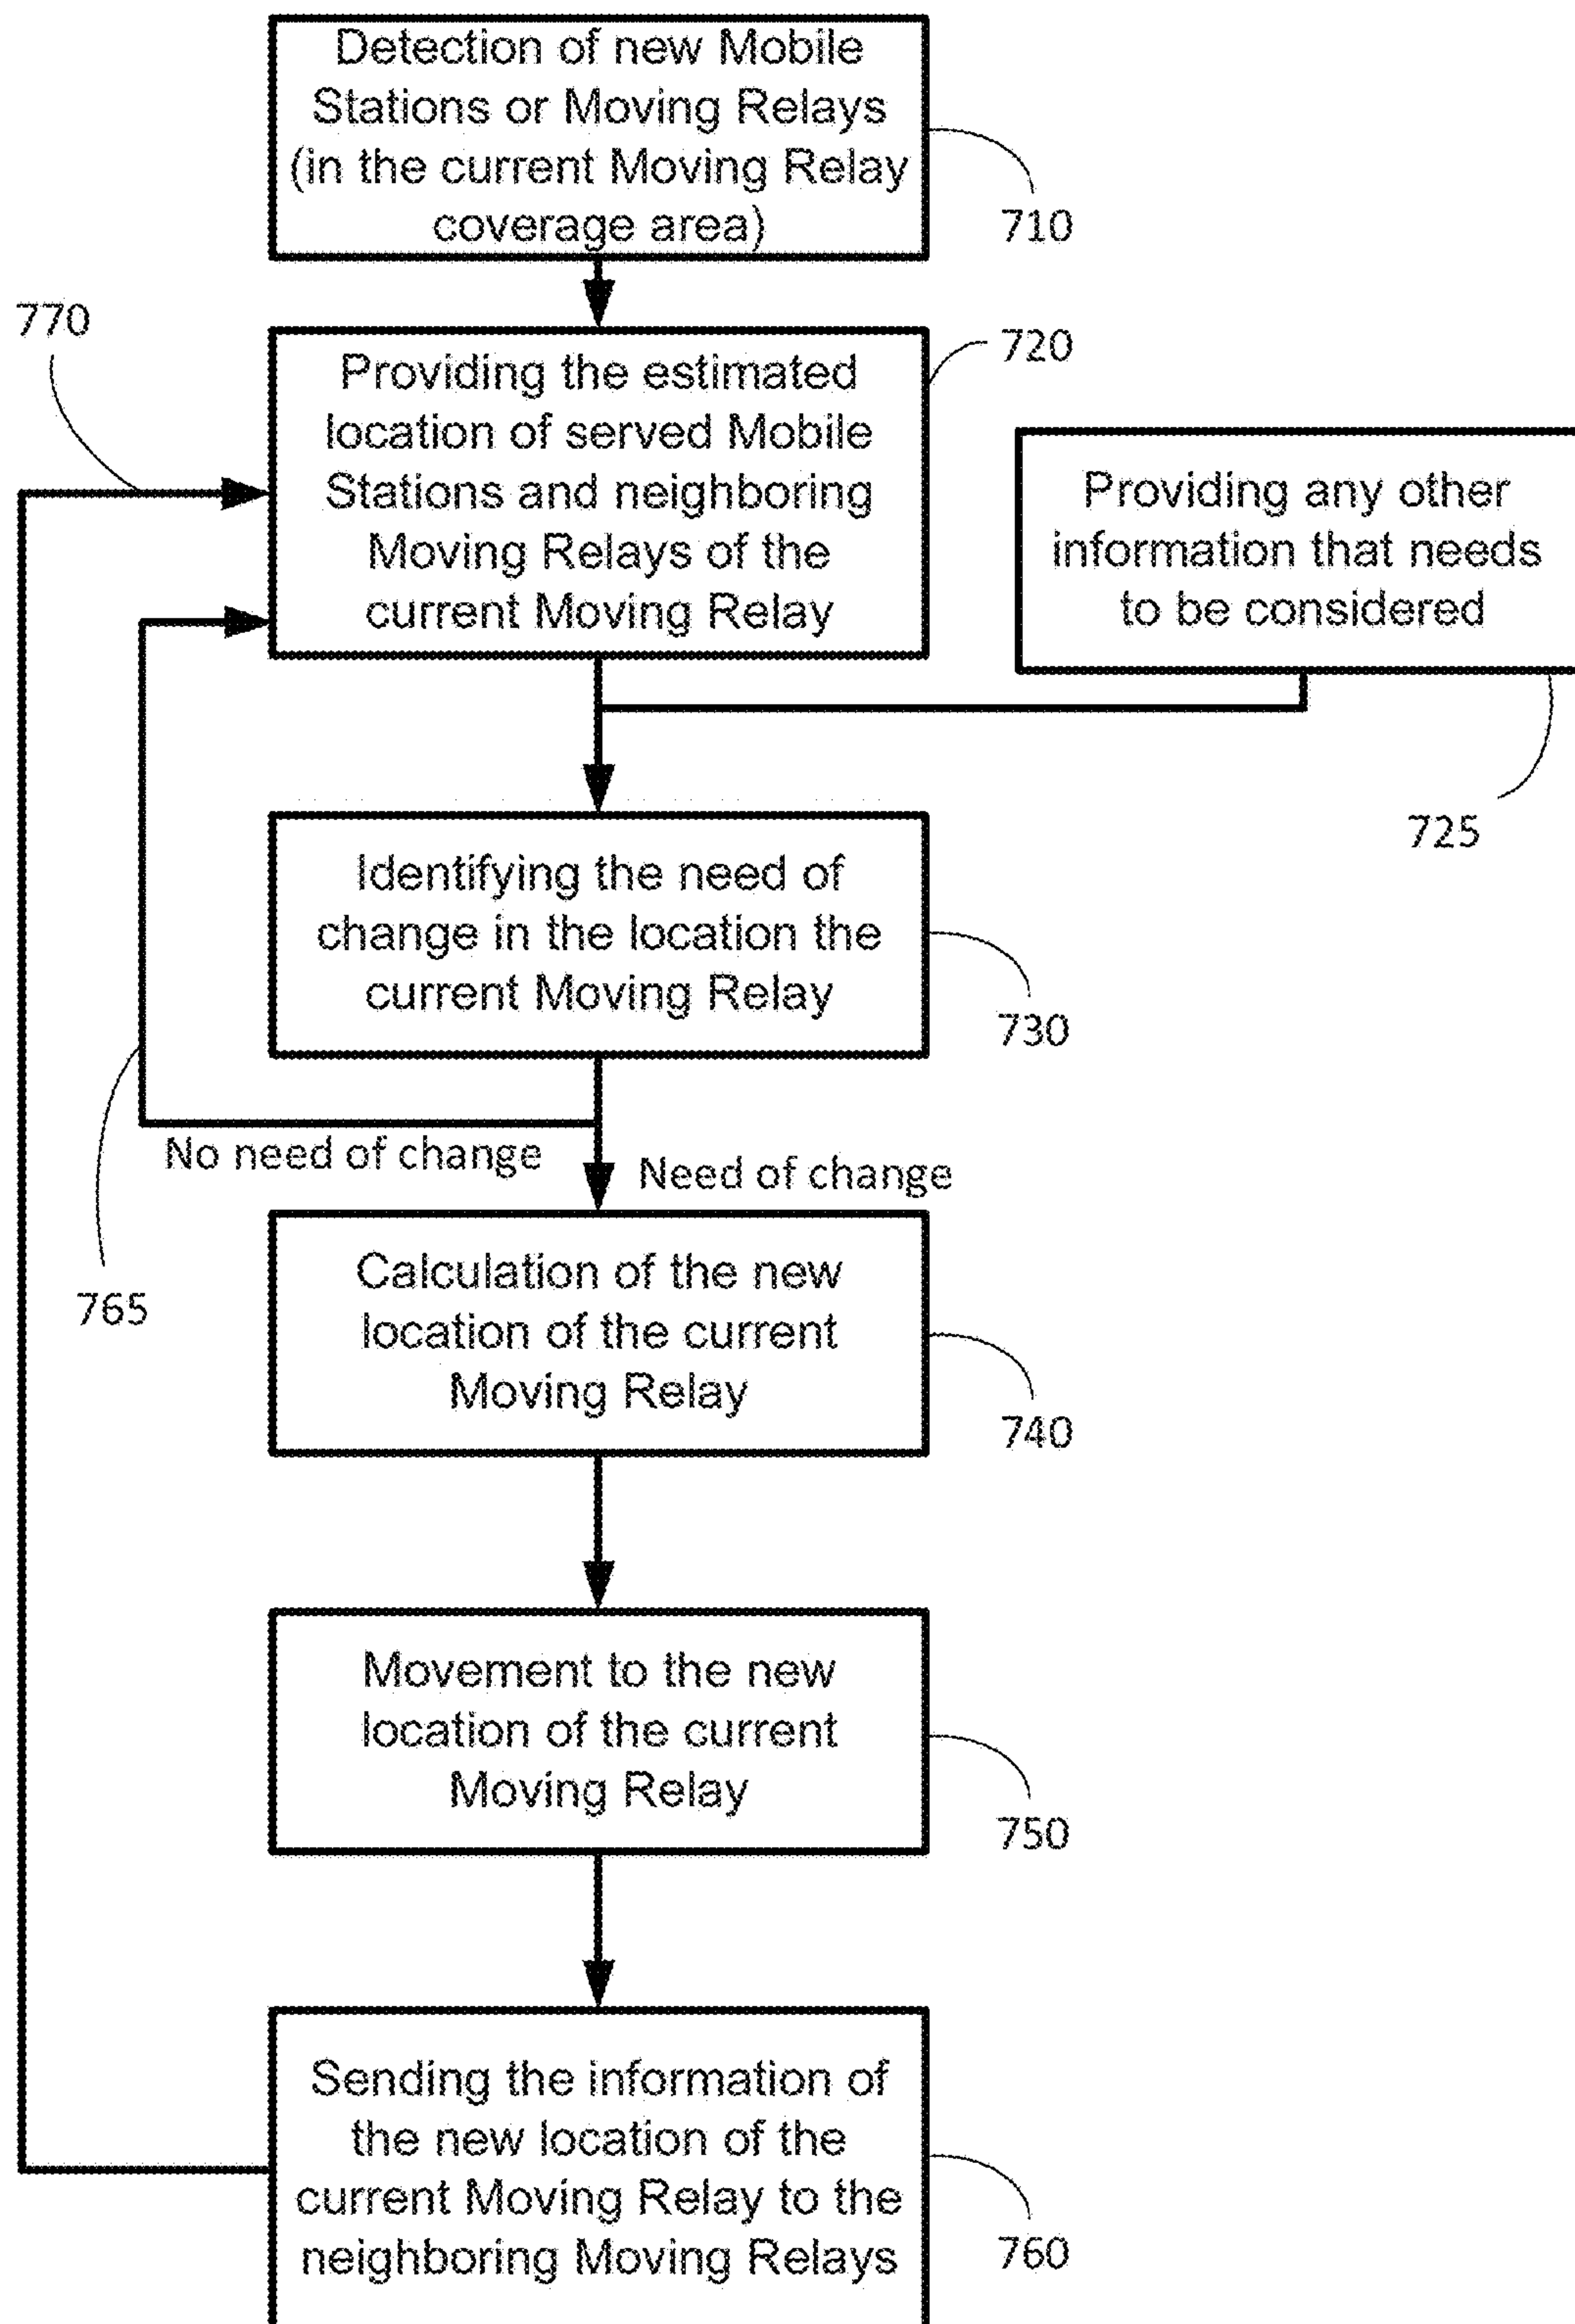 Detection of new Mobile
Stations or Moving Relays
(in the current Moving Relay
coverage area)
710
770
720
Providing the estimated
location of served Mobile
Stations and neighboring
Moving Relays of the
current Moving Relay
Providing any other
information that needs
to be considered
725
Identifying the need of
change in the location the
current Moving Relay
730
No need of change
Need of change
765
Calculation of the new
location of the current
Moving Relay
740
Movement to the new
location of the current
Moving Relay
750
Sending the information of
the new location of the
current Moving Relay to the
neighboring Moving Relays
760